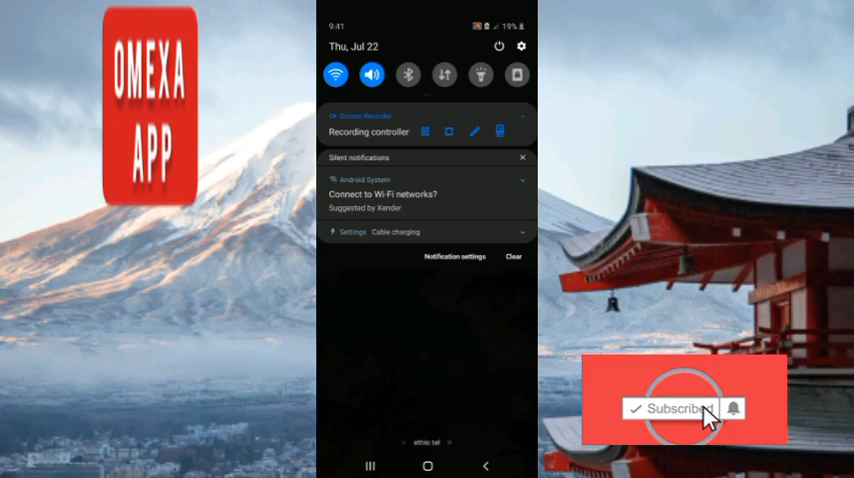 OMEXA
APP
9:41
19%
Thu, Jul 22
Screen Recorder
Recording controller
Silent notifications
Android System
Connect to Wi-Fi networks?
Suggested by Xender
Settings Cable charging
Notification settings Clear
ethio tel
Subscribed